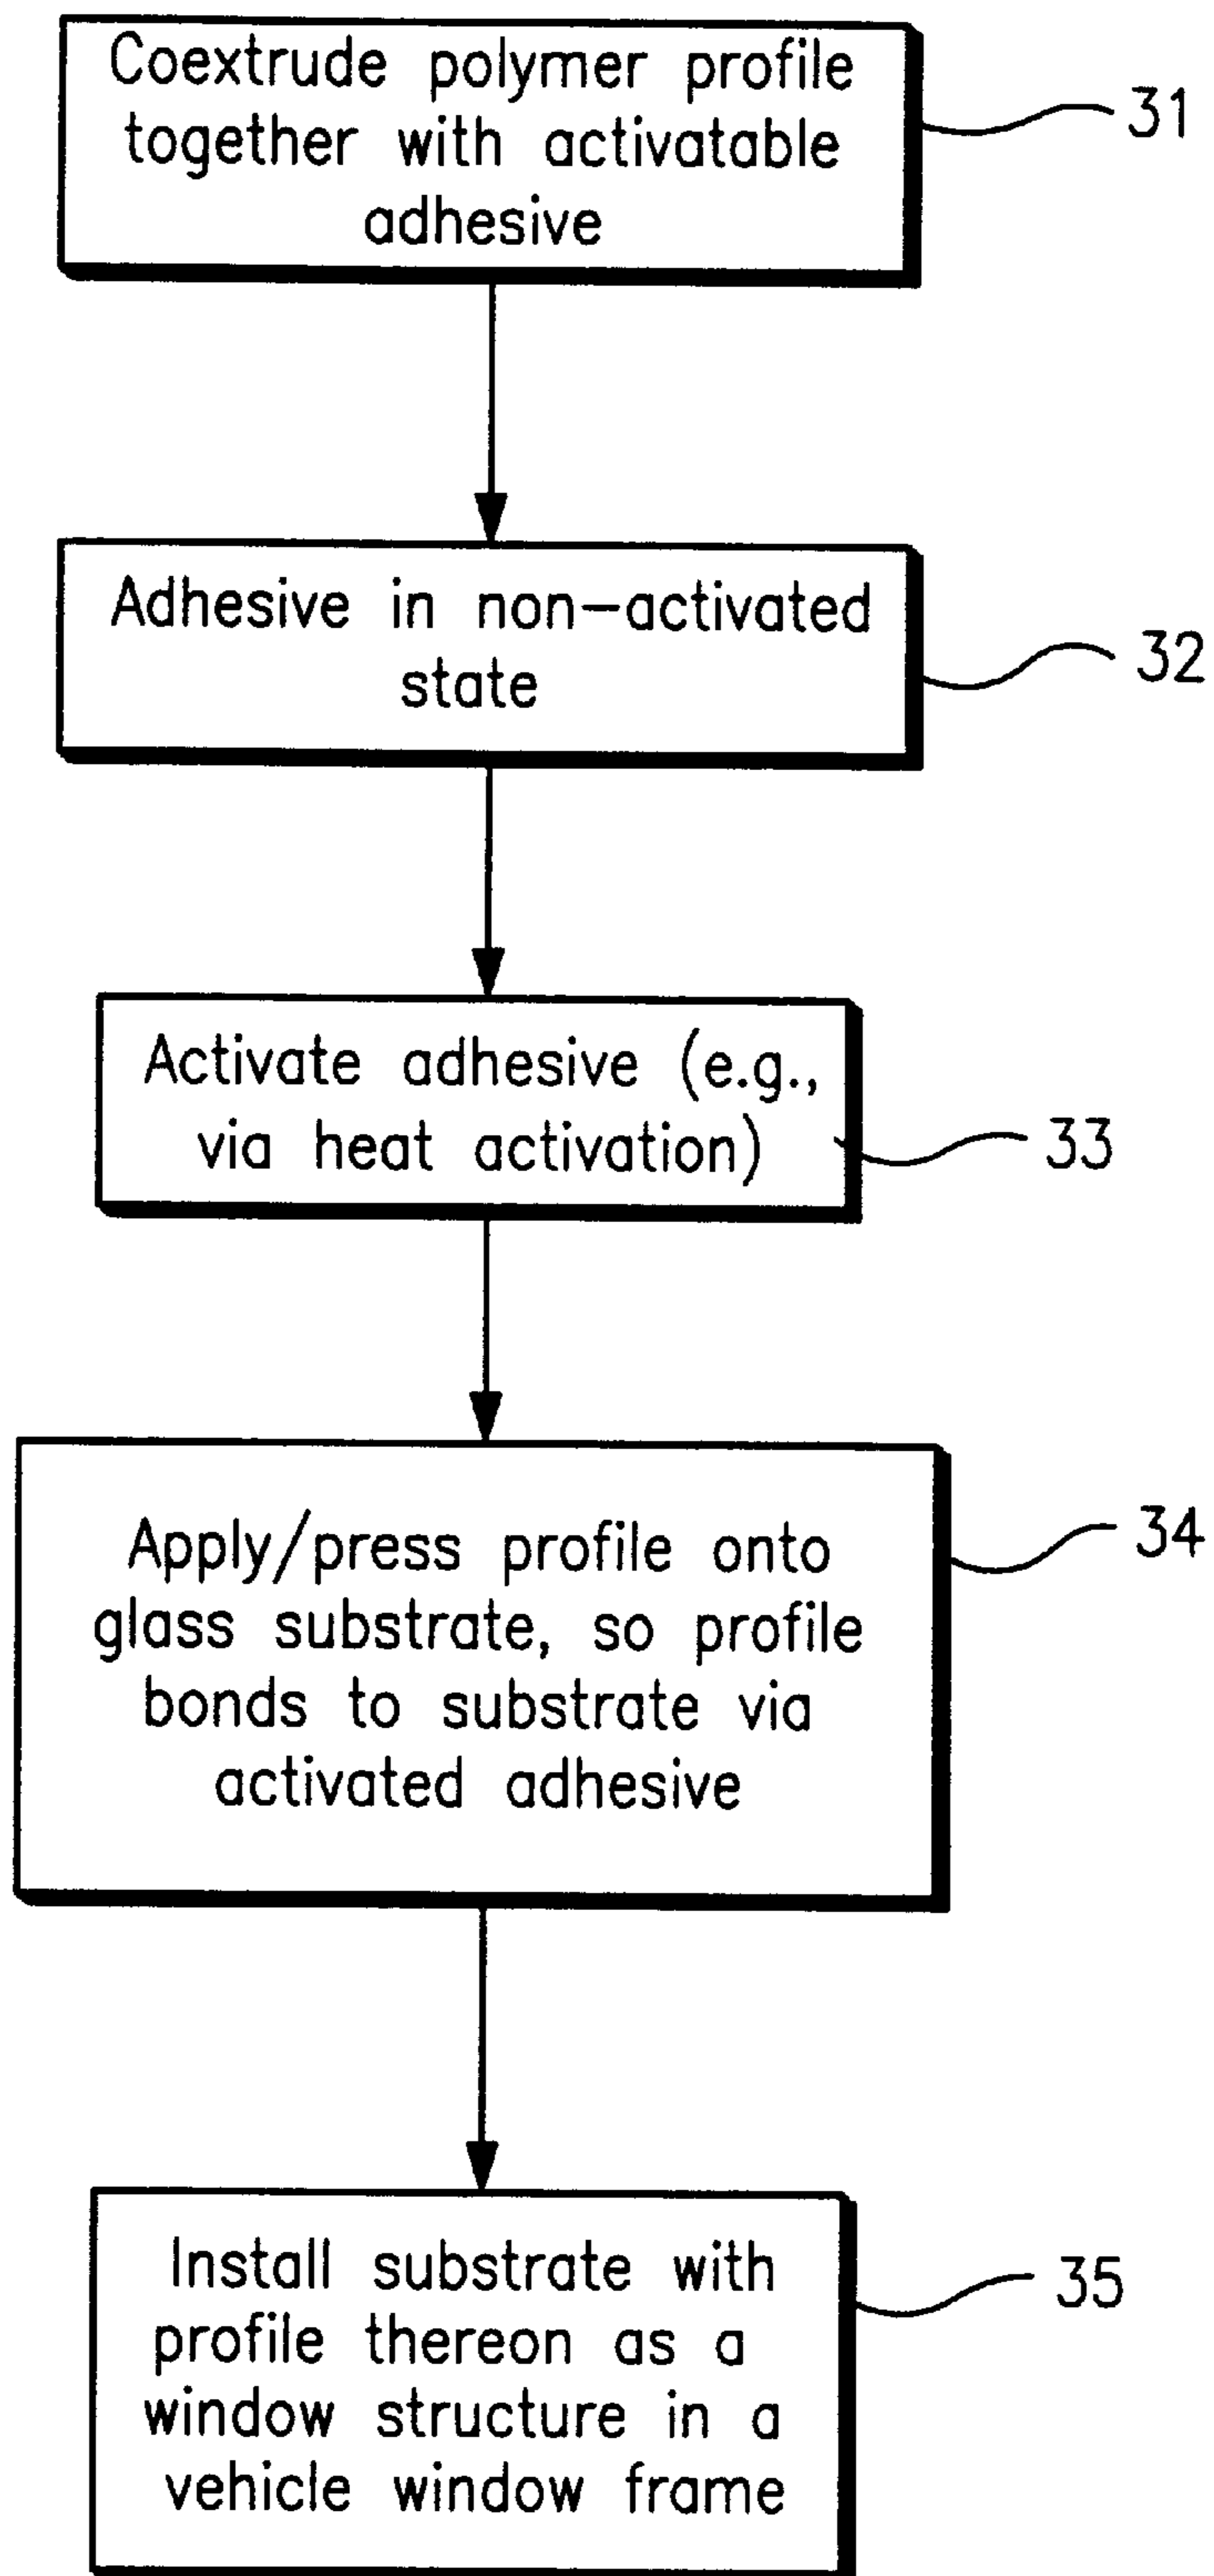 Coextrude polymer profile
together with activatable
adhesive
31
Adhesive in non-activated
state
32
Activate adhesive (e.g.,
via heat activation)
33
Apply/press profile onto
glass substrate, so profile
bonds to substrate via
activated adhesive
34
Install substrate with
profile thereon as a
window structure in a
vehicle window frame
35